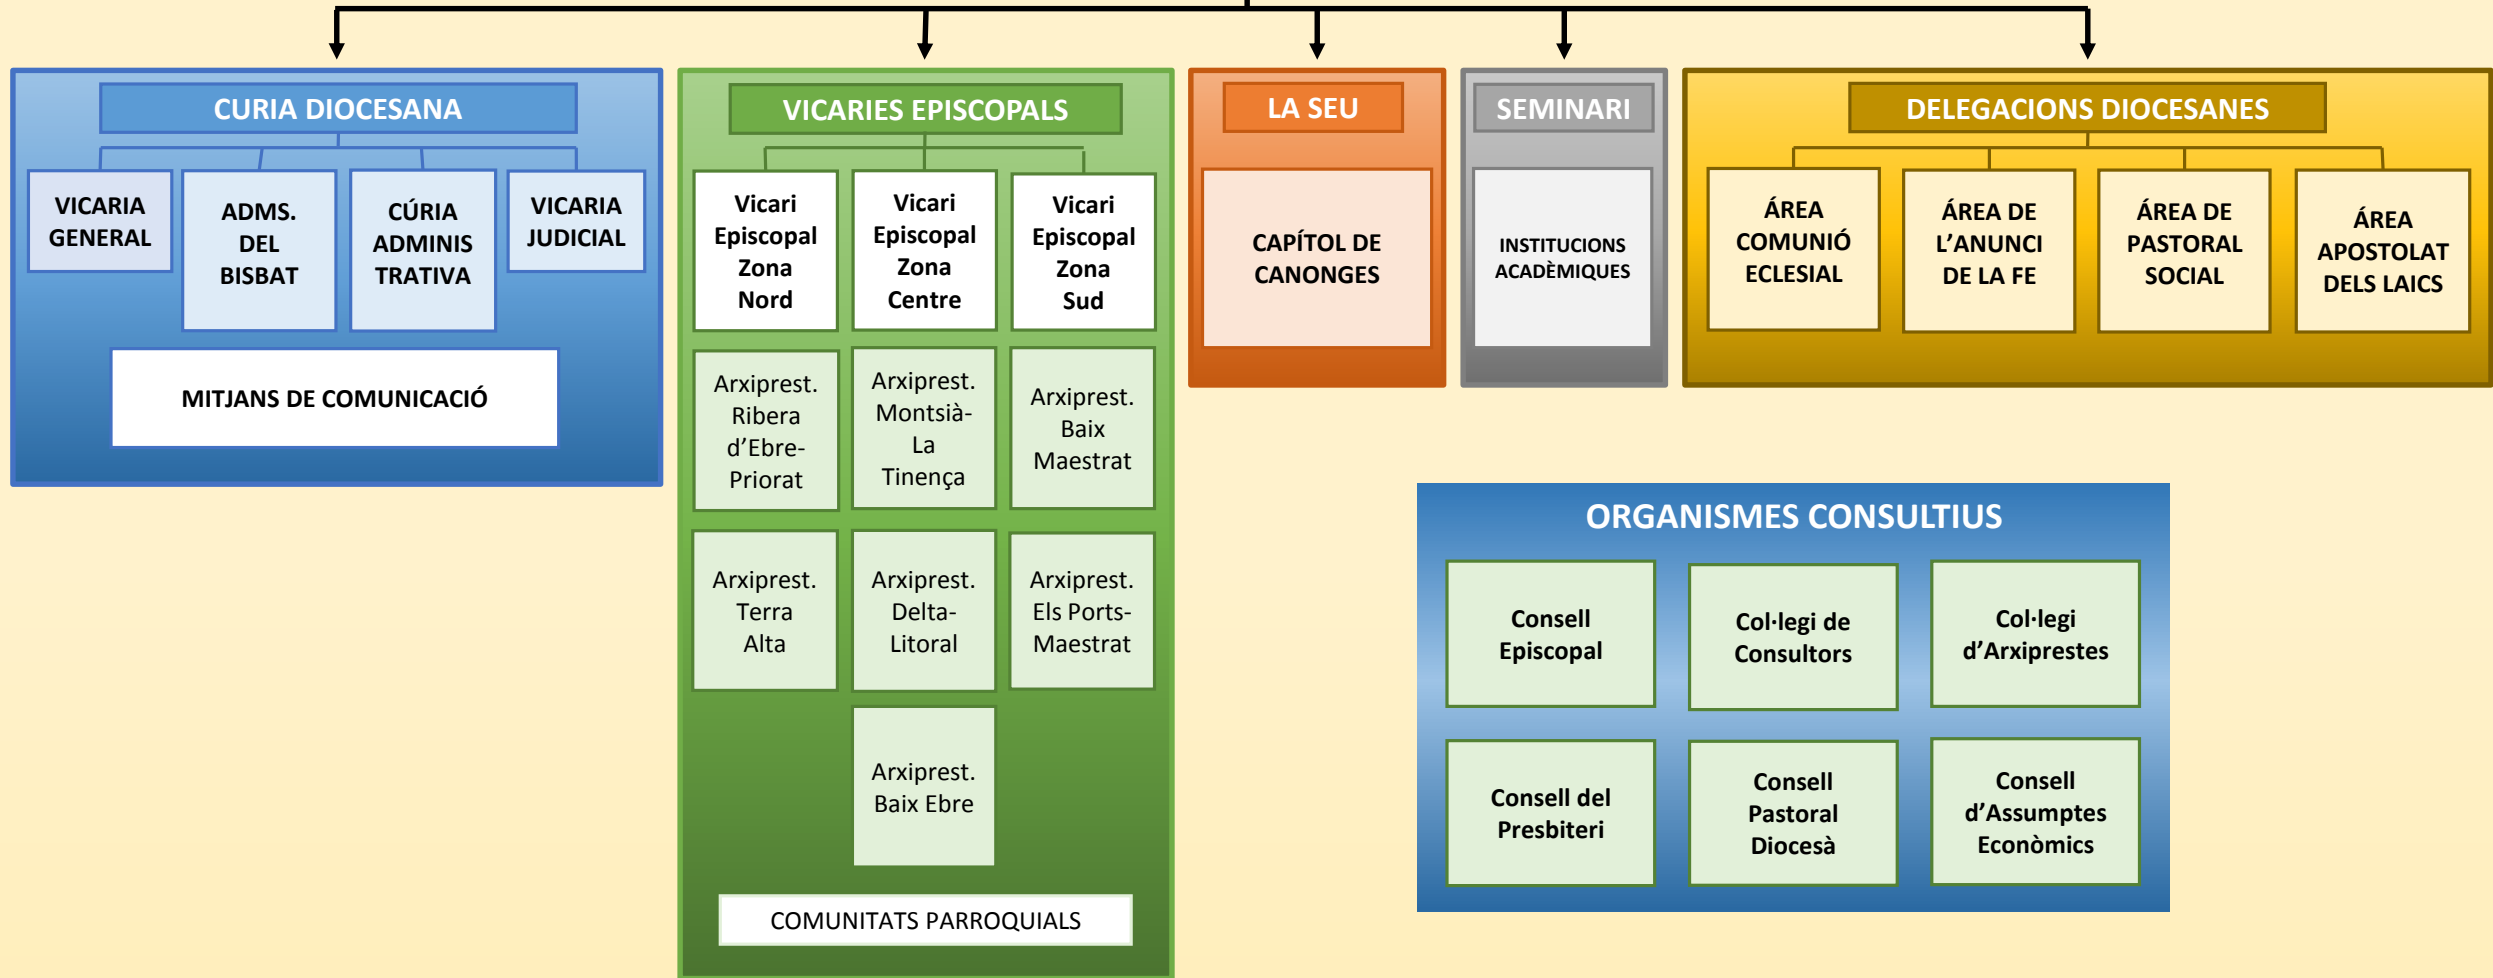 CURIA DIOCESANA
VICARIA
GENERAL
ADMS.
DEL
BISBAT
CÚRIA
ADMINIS
TRATIVA
VICARIA
JUDICIAL
MITJANS DE COMUNICACIÓ
VICARIES EPISCOPALS
Vicari
Episcopal
Zona
Nord
Vicari
Episcopal
Zona
Centre
Vicari
Episcopal
Zona
Sud
Arxiprest.
Ribera
d’Ebre-
Priorat
Arxiprest.
Montsià-
La
Tinença
Arxiprest.
Baix
Maestrat
Arxiprest.
Terra
Alta
Arxiprest.
Delta-
Litoral
Arxiprest.
Els Ports-
Maestrat
Arxiprest.
Baix Ebre
COMUNITATS PARROQUIALS
LA SEU
CAPÍTOL DE
CANONGES
SEMINARI
INSTITUCIONS
ACADÈMIQUES
DELEGACIONS DIOCESANES
ÁREA
COMUNIÓ
ECLESIAL
ÁREA DE
L’ANUNCI
DE LA FE
ÁREA DE
PASTORAL
SOCIAL
ÁREA
APOSTOLAT
DELS LAICS
ORGANISMES CONSULTIUS
Consell
Episcopal
Col·legi de
Consultors
Col·legi
d’Arxiprestes
Consell del
Presbiteri
Consell
Pastoral
Diocesà
Consell
d’Assumptes
Econòmics